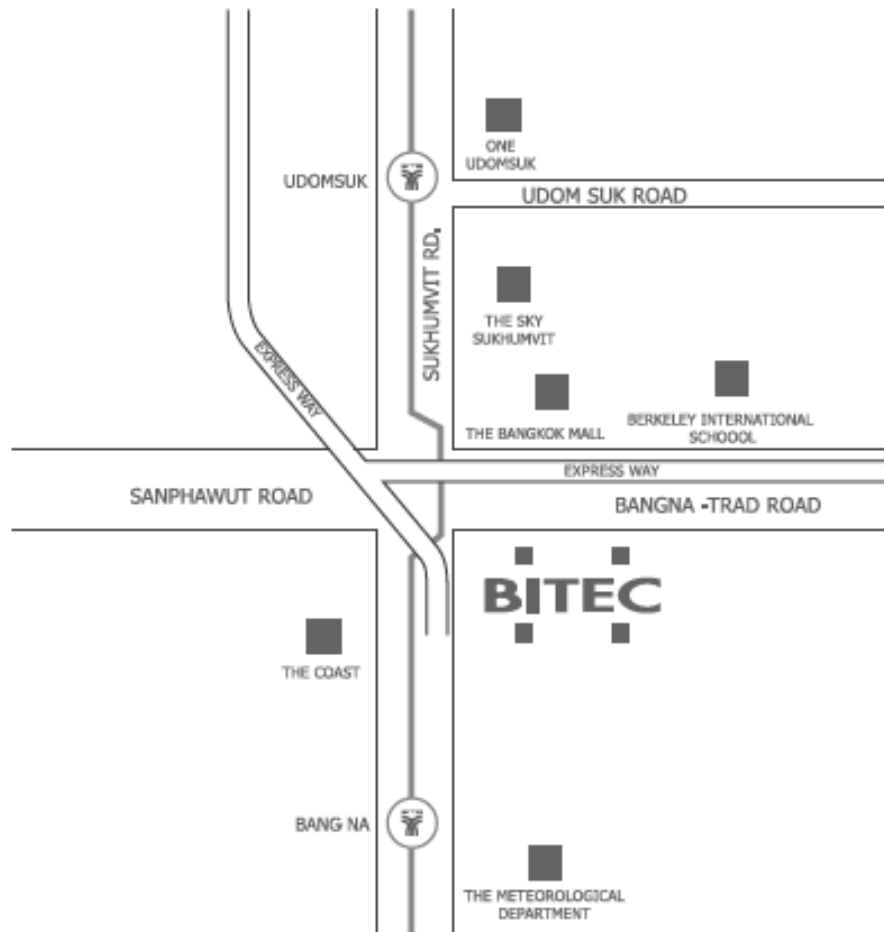 ONE
UDOMSUK
UDOMSUK
UDOM SUK ROAD
SUKHUMVIT RD.
THE SKY
SUKHUMVIT
EXPRESS WAY
THE BANGKOK MALL
BERKELEY INTERNATIONAL
SCHOOOL
EXPRESS WAY
SANPHAWUT ROAD
BANGNA -TRAD ROAD
BITEC
THE COAST
BANG NA
THE METEOROLOGICAL
DEPARTMENT